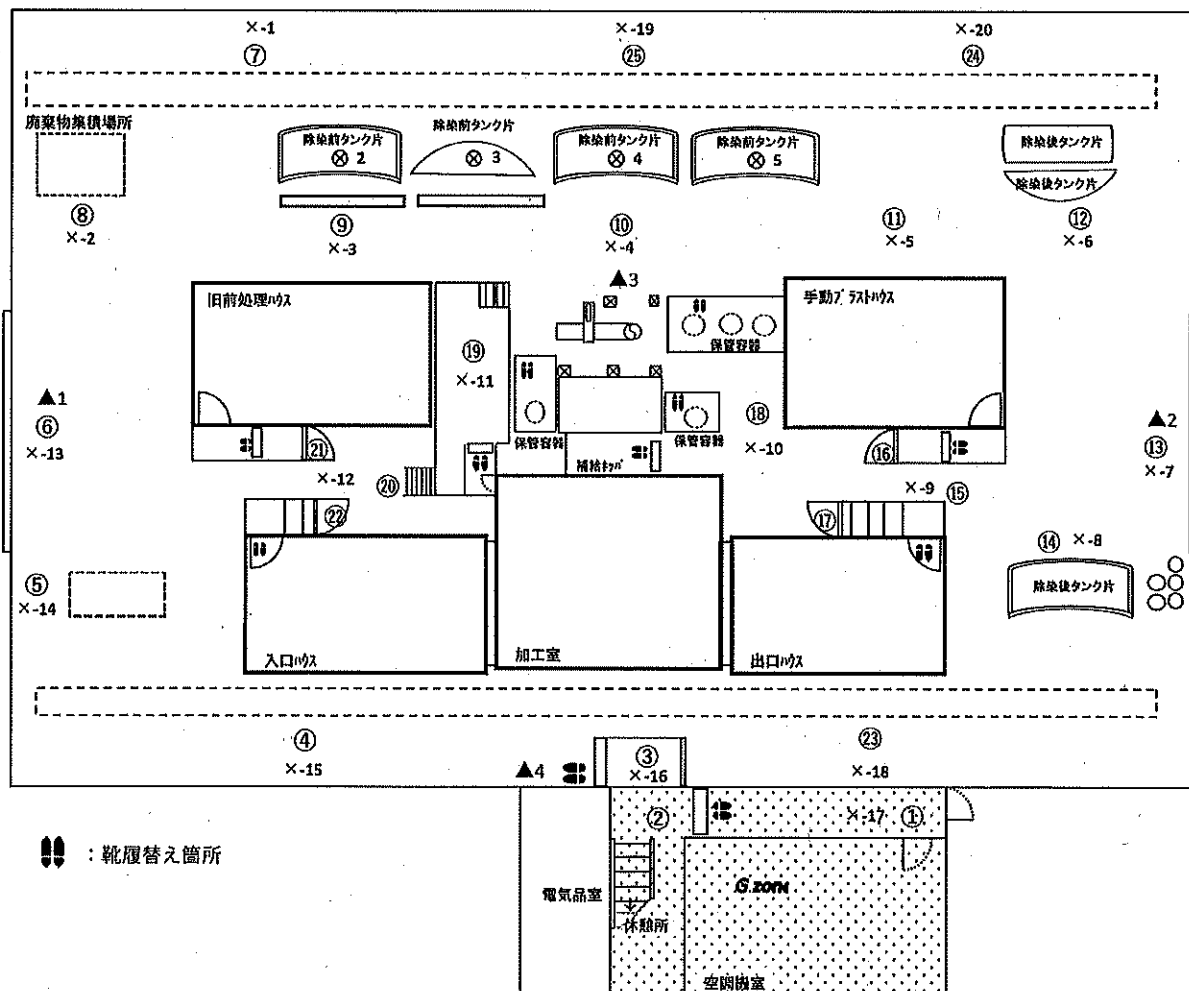 ×-1 ×-19 ×-20
⑦ ㉕ ㉔
廃棄物集積場所
除染前タンク片 除染前タンク片 除染前タンク片 除染前タンク片 除染後タンク片
⊗ 2 ⊗ 3 ⊗ 4 ⊗ 5
除染後タンク片
⑧ ⑨ ⑩ ⑪ ⑫
×-2 ×-3 ×-4 ×-5 ×-6
▲3
旧前処理ハウス 手動ブラストハウス
保管容器
⑲
×-11
▲1 ▲2
⑥ ⑱ ⑬
×-13 ×-10 ×-7
保管容器 保管容器
㉑ ⑯
補給ホッパ
×-12 ⑳ ×-9 ⑮
㉒ ⑰
⑭ ×-8
⑤
×-14
除染後タンク片
入口ハウス 加工室 出口ハウス
④ ③ ㉓
×-15 ▲4 ×-16 ×-18
② ×-17 ①
：靴履替え箇所
電気品室 G zone
休憩所
空調機室